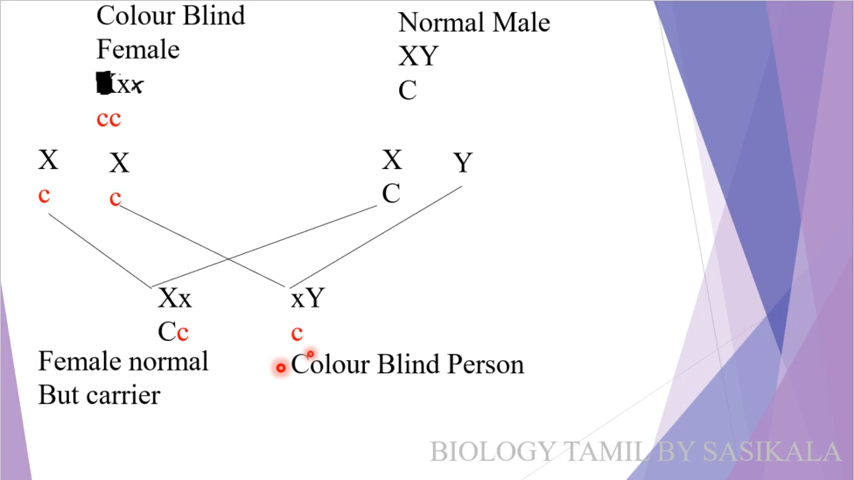 Colour Blind
Female
xx
cc
Normal Male
XY
C
X X
c c
X Y
C
Xx
Cc
Female normal
But carrier
xY
c
Colour Blind Person
BIOLOGY TAMIL BY SASIKALA